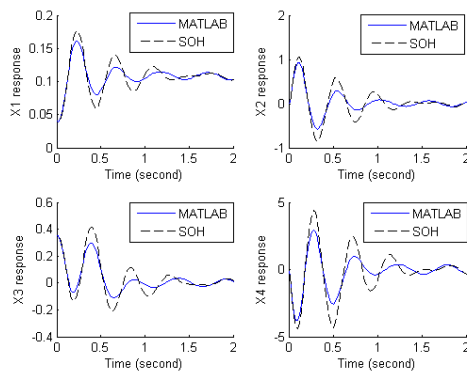 0.2
0.15
0.1
0.05
0
X1 response
MATLAB
SOH
0
0.5
1
1.5
2
Time (second)
2
1
0
-1
X2 response
MATLAB
SOH
0
0.5
1
1.5
2
Time (second)
0.6
0.4
0.2
0
-0.2
-0.4
X3 response
MATLAB
SOH
0
0.5
1
1.5
2
Time (second)
5
0
-5
X4 response
MATLAB
SOH
0
0.5
1
1.5
2
Time (second)